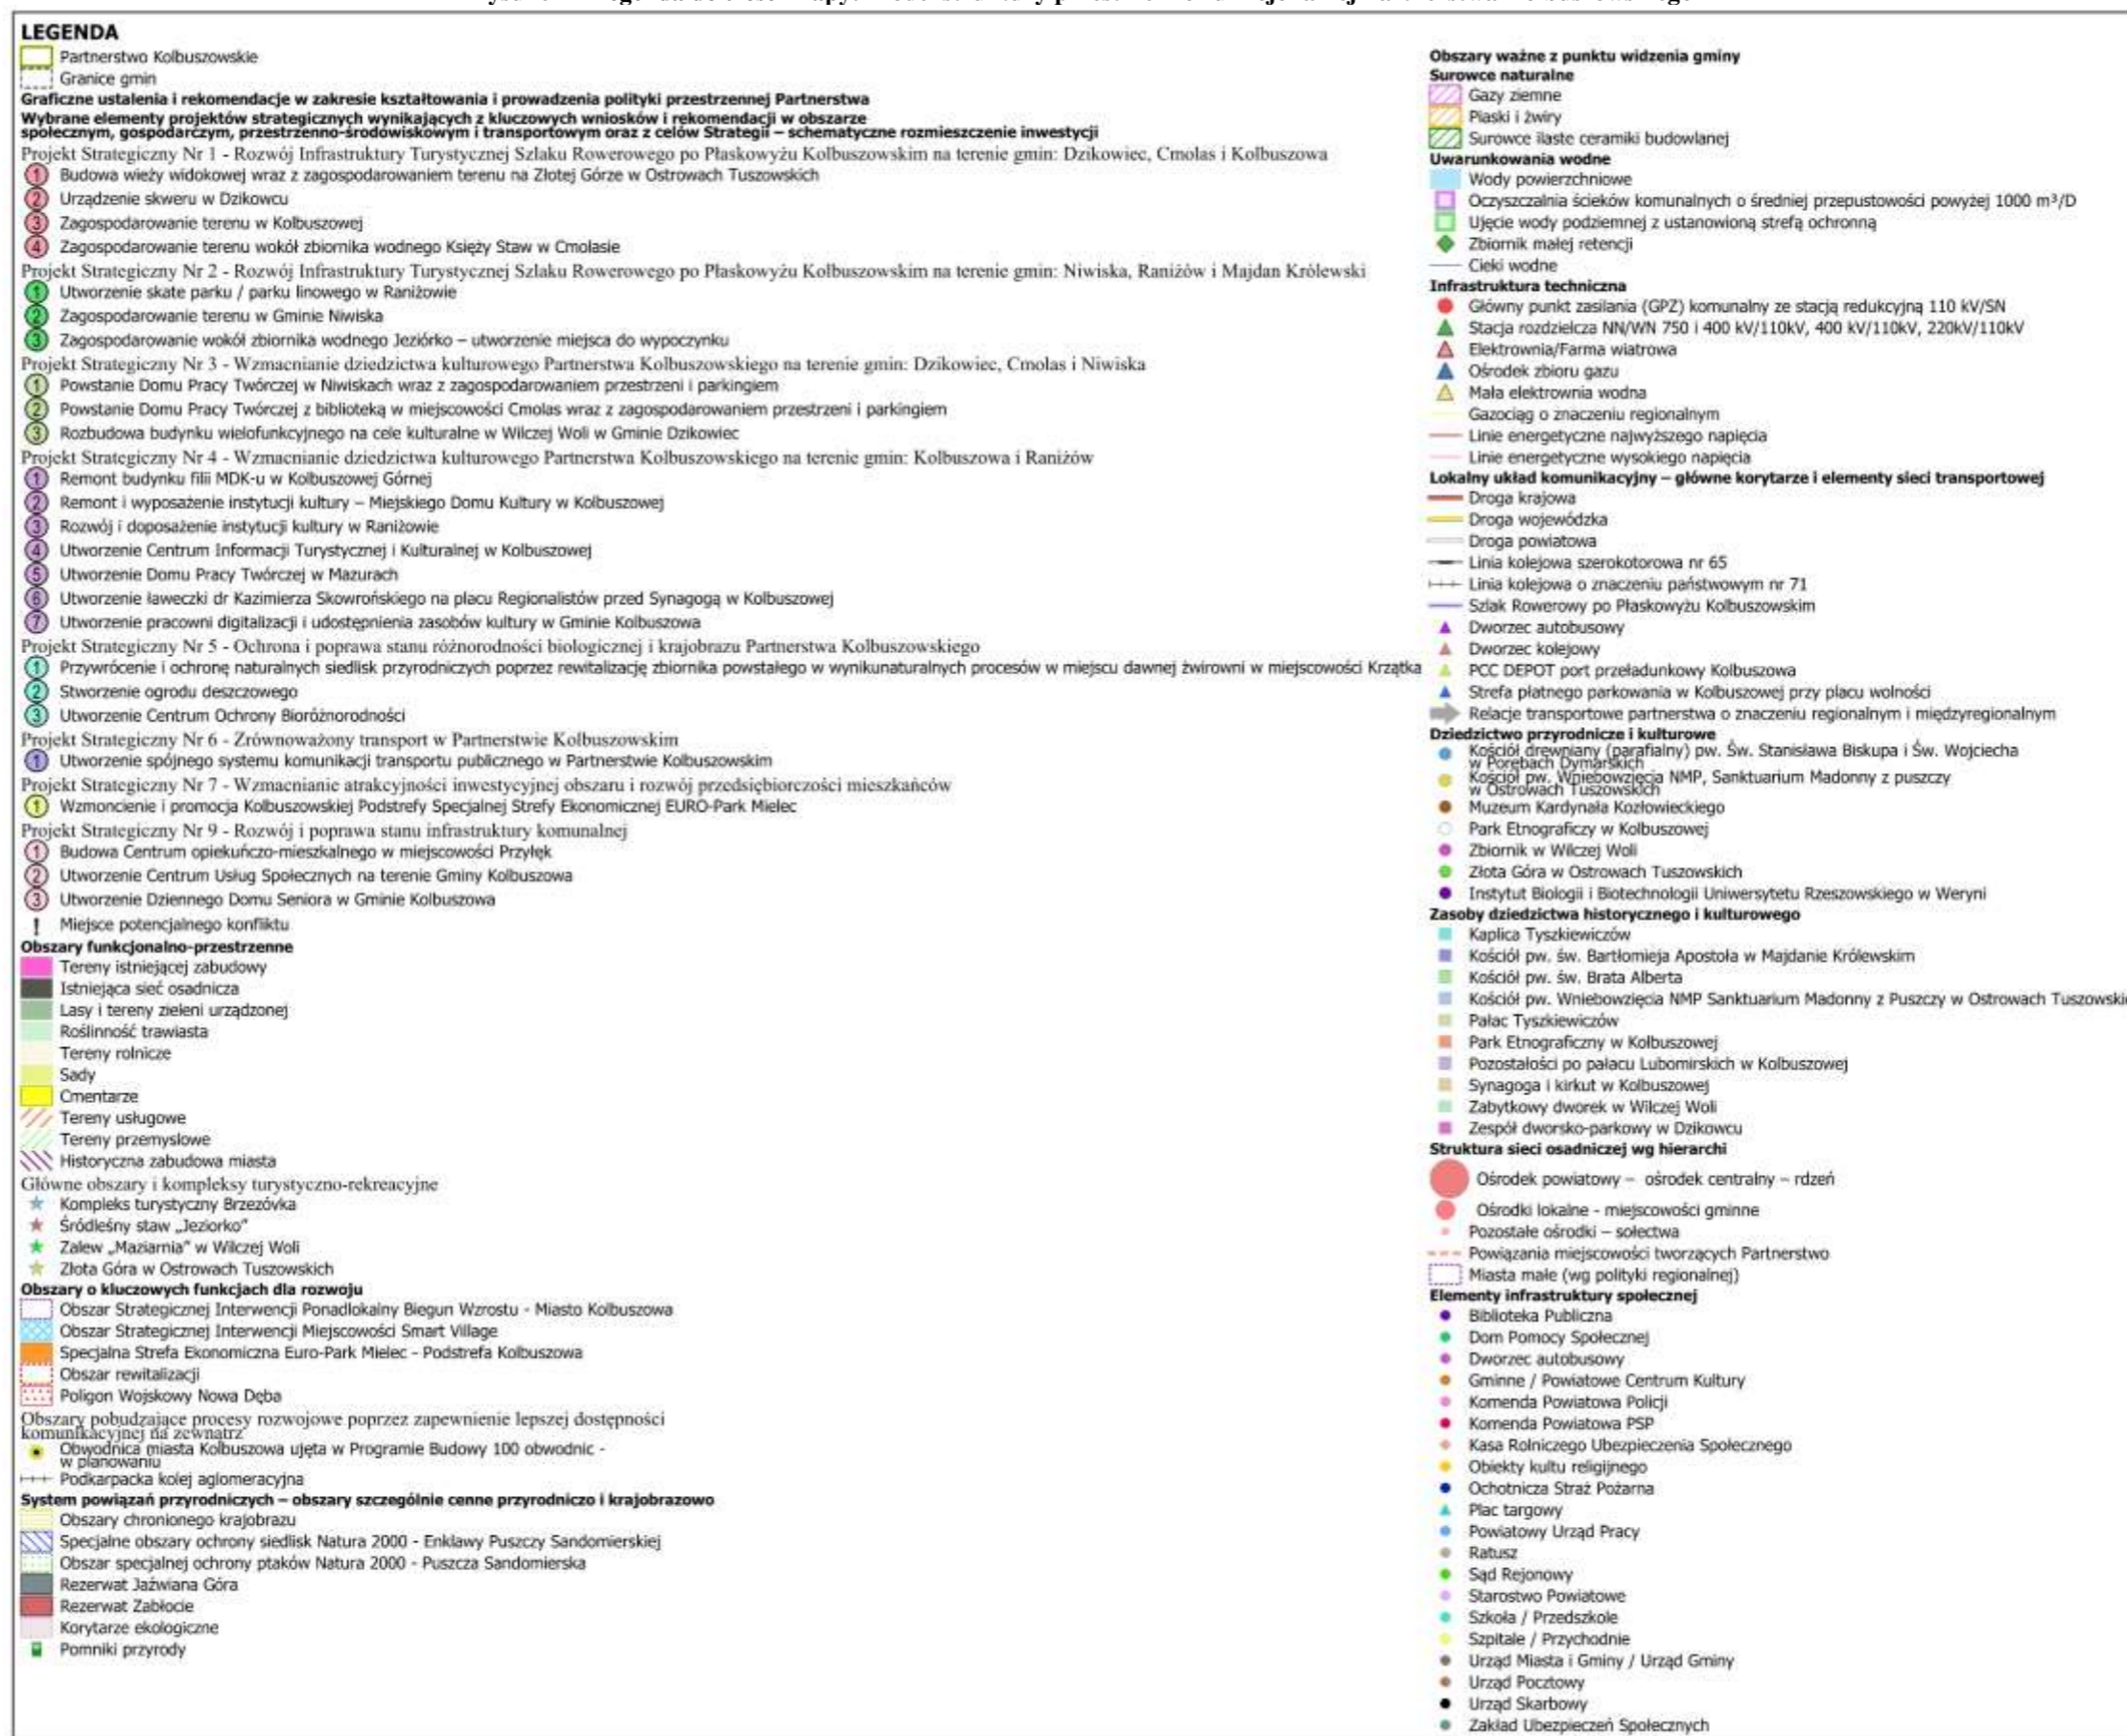 LEGENDA
Partnerstwo Kolbuszowskie
Granice gmin
Graficzne ustalenia i rekomendacje w zakresie kształtowania i prowadzenia polityki przestrzennej Partnerstwa
Wybrane elementy projektów strategicznych wynikających z kluczowych wniosków i rekomendacji w obszarze
społecznym, gospodarczym, przestrzenno-środowiskowym i transportowym oraz z celów Strategii – schematyczne rozmieszczenie inwestycji
Projekt Strategiczny Nr 1 - Rozwój Infrastruktury Turystycznej Szlaku Rowerowego po Płaskowyżu Kolbuszowskim na terenie gmin: Dzikowiec, Cmolas i Kolbuszowa
1 Budowa wieży widokowej wraz z zagospodarowaniem terenu na Złotej Górze w Ostrowach Tuszowskich
2 Urządzenie skweru w Dzikowcu
3 Zagospodarowanie terenu w Kolbuszowej
4 Zagospodarowanie terenu wokół zbiornika wodnego Księży Staw w Cmolasie
Projekt Strategiczny Nr 2 - Rozwój Infrastruktury Turystycznej Szlaku Rowerowego po Płaskowyżu Kolbuszowskim na terenie gmin: Niwiska, Raniżów i Majdan Królewski
1 Utworzenie skate parku / parku linowego w Raniżowie
2 Zagospodarowanie terenu w Gminie Niwiska
3 Zagospodarowanie wokół zbiornika wodnego Jeziórko – utworzenie miejsca do wypoczynku
Projekt Strategiczny Nr 3 - Wzmacnianie dziedzictwa kulturowego Partnerstwa Kolbuszowskiego na terenie gmin: Dzikowiec, Cmolas i Niwiska
1 Powstanie Domu Pracy Twórczej w Niwiskach wraz z zagospodarowaniem przestrzeni i parkingiem
2 Powstanie Domu Pracy Twórczej z biblioteką w miejscowości Cmolas wraz z zagospodarowaniem przestrzeni i parkingiem
3 Rozbudowa budynku wielofunkcyjnego na cele kulturalne w Wilczej Woli w Gminie Dzikowiec
Projekt Strategiczny Nr 4 - Wzmacnianie dziedzictwa kulturowego Partnerstwa Kolbuszowskiego na terenie gmin: Kolbuszowa i Raniżów
1 Remont budynku filii MDK-u w Kolbuszowej Górnej
2 Remont i wyposażenie instytucji kultury – Miejskiego Domu Kultury w Kolbuszowej
3 Rozwój i doposażenie instytucji kultury w Raniżowie
4 Utworzenie Centrum Informacji Turystycznej i Kulturalnej w Kolbuszowej
5 Utworzenie Domu Pracy Twórczej w Mazurach
6 Utworzenie ławeczki dr Kazimierza Skowrońskiego na placu Regionalistów przed Synagogą w Kolbuszowej
7 Utworzenie pracowni digitalizacji i udostępnienia zasobów kultury w Gminie Kolbuszowa
Projekt Strategiczny Nr 5 - Ochrona i poprawa stanu różnorodności biologicznej i krajobrazu Partnerstwa Kolbuszowskiego
1 Przywrócenie i ochronę naturalnych siedlisk przyrodniczych poprzez rewitalizację zbiornika powstałego w wynikunaturalnych procesów w miejscu dawnej żwirowni w miejscowości Krzątka
2 Stworzenie ogrodu deszczowego
3 Utworzenie Centrum Ochrony Bioróżnorodności
Projekt Strategiczny Nr 6 - Zrównoważony transport w Partnerstwie Kolbuszowskim
1 Utworzenie spójnego systemu komunikacji transportu publicznego w Partnerstwie Kolbuszowskim
Projekt Strategiczny Nr 7 - Wzmacnianie atrakcyjności inwestycyjnej obszaru i rozwój przedsiębiorczości mieszkańców
1 Wzmoncienie i promocja Kolbuszowskiej Podstrefy Specjalnej Strefy Ekonomicznej EURO-Park Mielec
Projekt Strategiczny Nr 9 - Rozwój i poprawa stanu infrastruktury komunalnej
1 Budowa Centrum opiekuńczo-mieszkalnego w miejscowości Przyłęk
2 Utworzenie Centrum Usług Społecznych na terenie Gminy Kolbuszowa
3 Utworzenie Dziennego Domu Seniora w Gminie Kolbuszowa
! Miejsce potencjalnego konfliktu
Obszary funkcjonalno-przestrzenne
Tereny istniejącej zabudowy
Istniejąca sieć osadnicza
Lasy i tereny zieleni urządzonej
Roślinność trawiasta
Tereny rolnicze
Sady
Cmentarze
Tereny usługowe
Tereny przemysłowe
Historyczna zabudowa miasta
Główne obszary i kompleksy turystyczno-rekreacyjne
Kompleks turystyczny Brzezówka
Śródleśny staw „Jeziorko”
Zalew „Maziarnia” w Wilczej Woli
Złota Góra w Ostrowach Tuszowskich
Obszary o kluczowych funkcjach dla rozwoju
Obszar Strategicznej Interwencji Ponadlokalny Biegun Wzrostu - Miasto Kolbuszowa
Obszar Strategicznej Interwencji Miejscowości Smart Village
Specjalna Strefa Ekonomiczna Euro-Park Mielec - Podstrefa Kolbuszowa
Obszar rewitalizacji
Poligon Wojskowy Nowa Dęba
Obszary pobudzające procesy rozwojowe poprzez zapewnienie lepszej dostępności
komunikacyjnej na zewnątrz
Obwodnica miasta Kolbuszowa ujęta w Programie Budowy 100 obwodnic -
w planowaniu
Podkarpacka kolej aglomeracyjna
System powiązań przyrodniczych – obszary szczególnie cenne przyrodniczo i krajobrazowo
Obszary chronionego krajobrazu
Specjalne obszary ochrony siedlisk Natura 2000 - Enklawy Puszczy Sandomierskiej
Obszar specjalnej ochrony ptaków Natura 2000 - Puszcza Sandomierska
Rezerwat Jaźwiana Góra
Rezerwat Zabłocie
Korytarze ekologiczne
Pomniki przyrody
Obszary ważne z punktu widzenia gminy
Surowce naturalne
Gazy ziemne
Piaski i żwiry
Surowce ilaste ceramiki budowlanej
Uwarunkowania wodne
Wody powierzchniowe
Oczyszczalnia ścieków komunalnych o średniej przepustowości powyżej 1000 m³/D
Ujęcie wody podziemnej z ustanowioną strefą ochronną
Zbiornik małej retencji
Cieki wodne
Infrastruktura techniczna
Główny punkt zasilania (GPZ) komunalny ze stacją redukcyjną 110 kV/SN
Stacja rozdzielcza NN/WN 750 i 400 kV/110kV, 400 kV/110kV, 220kV/110kV
Elektrownia/Farma wiatrowa
Ośrodek zbioru gazu
Mała elektrownia wodna
Gazociąg o znaczeniu regionalnym
Linie energetyczne najwyższego napięcia
Linie energetyczne wysokiego napięcia
Lokalny układ komunikacyjny – główne korytarze i elementy sieci transportowej
Droga krajowa
Droga wojewódzka
Droga powiatowa
Linia kolejowa szerokotorowa nr 65
Linia kolejowa o znaczeniu państwowym nr 71
Szlak Rowerowy po Płaskowyżu Kolbuszowskim
Dworzec autobusowy
Dworzec kolejowy
PCC DEPOT port przeładunkowy Kolbuszowa
Strefa płatnego parkowania w Kolbuszowej przy placu wolności
Relacje transportowe partnerstwa o znaczeniu regionalnym i międzyregionalnym
Dziedzictwo przyrodnicze i kulturowe
Kościół drewniany (parafialny) pw. Św. Stanisława Biskupa i Św. Wojciecha
w Porębach Dymarskich
Kościół pw. Wniebowzięcia NMP, Sanktuarium Madonny z puszczy
w Ostrowach Tuszowskich
Muzeum Kardynała Kozłowieckiego
Park Etnograficzy w Kolbuszowej
Zbiornik w Wilczej Woli
Złota Góra w Ostrowach Tuszowskich
Instytut Biologii i Biotechnologii Uniwersytetu Rzeszowskiego w Weryni
Zasoby dziedzictwa historycznego i kulturowego
Kaplica Tyszkiewiczów
Kościół pw. św. Bartłomieja Apostoła w Majdanie Królewskim
Kościół pw. św. Brata Alberta
Kościół pw. Wniebowzięcia NMP Sanktuarium Madonny z Puszczy w Ostrowach
Pałac Tyszkiewiczów
Park Etnograficzny w Kolbuszowej
Pozostałości po pałacu Lubomirskich w Kolbuszowej
Synagoga i kirkut w Kolbuszowej
Zabytkowy dworek w Wilczej Woli
Zespół dworsko-parkowy w Dzikowcu
Struktura sieci osadniczej wg hierarchi
Ośrodek powiatowy – ośrodek centralny – rdzeń
Ośrodki lokalne - miejscowości gminne
Pozostałe ośrodki – sołectwa
Powiązania miejscowości tworzących Partnerstwo
Miasta małe (wg polityki regionalnej)
Elementy infrastruktury społecznej
Biblioteka Publiczna
Dom Pomocy Społecznej
Dworzec autobusowy
Gminne / Powiatowe Centrum Kultury
Komenda Powiatowa Policji
Komenda Powiatowa PSP
Kasa Rolniczego Ubezpieczenia Społecznego
Obiekty kultu religijnego
Ochotnicza Straż Pożarna
Plac targowy
Powiatowy Urząd Pracy
Ratusz
Sąd Rejonowy
Starostwo Powiatowe
Szkoła / Przedszkole
Szpitale / Przychodnie
Urząd Miasta i Gminy / Urząd Gminy
Urząd Pocztowy
Urząd Skarbowy
Zakład Ubezpieczeń Społecznych